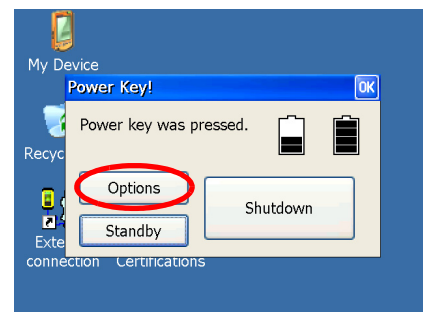 My Device
Power Key!
OK
Power key was pressed.
Recyc
Options
Shutdown
Standby
Exte
connection Certifications